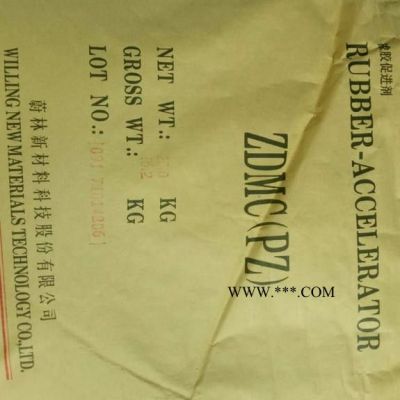 橡胶促进剂
RUBBER-ACCELERATOR
ZDMC(PZ)
NET WT.: KG
GROSS WT.: KG
LOT NO.:
蔚林新材料科技股份有限公司
WILLING NEW MATERIALS TECHNOLOGY CO.,LTD.
WWW.***.COM